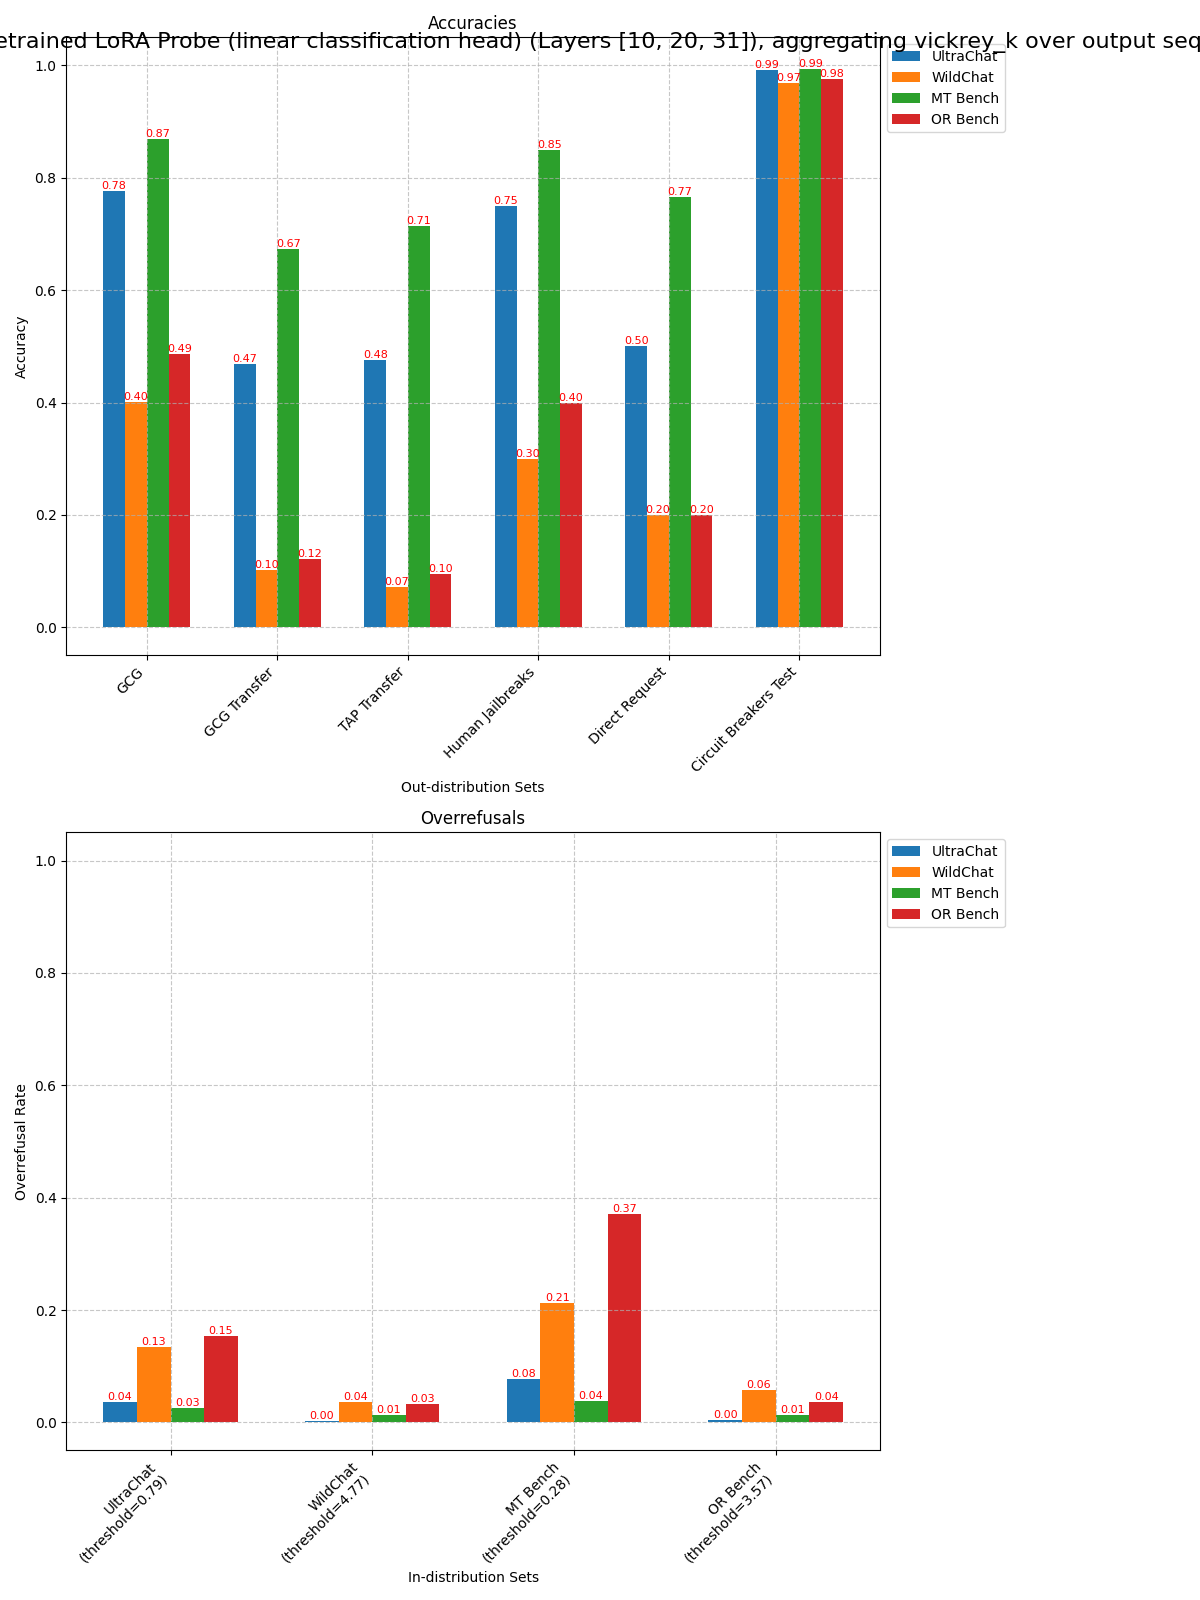 Accuracies
etrained LoRA Probe (linear classification head) (Layers [10, 20, 31]), aggregating vickrey_k over output seq
UltraChat
WildChat
MT Bench
OR Bench
1.0
0.8
0.6
0.4
0.2
0.0
Accuracy
0.78
0.40
0.87
0.49
0.47
0.10
0.67
0.12
0.48
0.07
0.71
0.10
0.75
0.30
0.85
0.40
0.50
0.20
0.77
0.20
0.99
0.97
0.99
0.98
GCG
GCG Transfer
TAP Transfer
Human Jailbreaks
Direct Request
Circuit Breakers Test
Out-distribution Sets
Overrefusals
UltraChat
WildChat
MT Bench
OR Bench
1.0
0.8
0.6
0.4
0.2
0.0
Overrefusal Rate
0.04
0.13
0.03
0.15
0.00
0.04
0.01
0.03
0.08
0.21
0.04
0.37
0.00
0.06
0.01
0.04
UltraChat
(threshold=0.79)
WildChat
(threshold=4.77)
MT Bench
(threshold=0.28)
OR Bench
(threshold=3.57)
In-distribution Sets